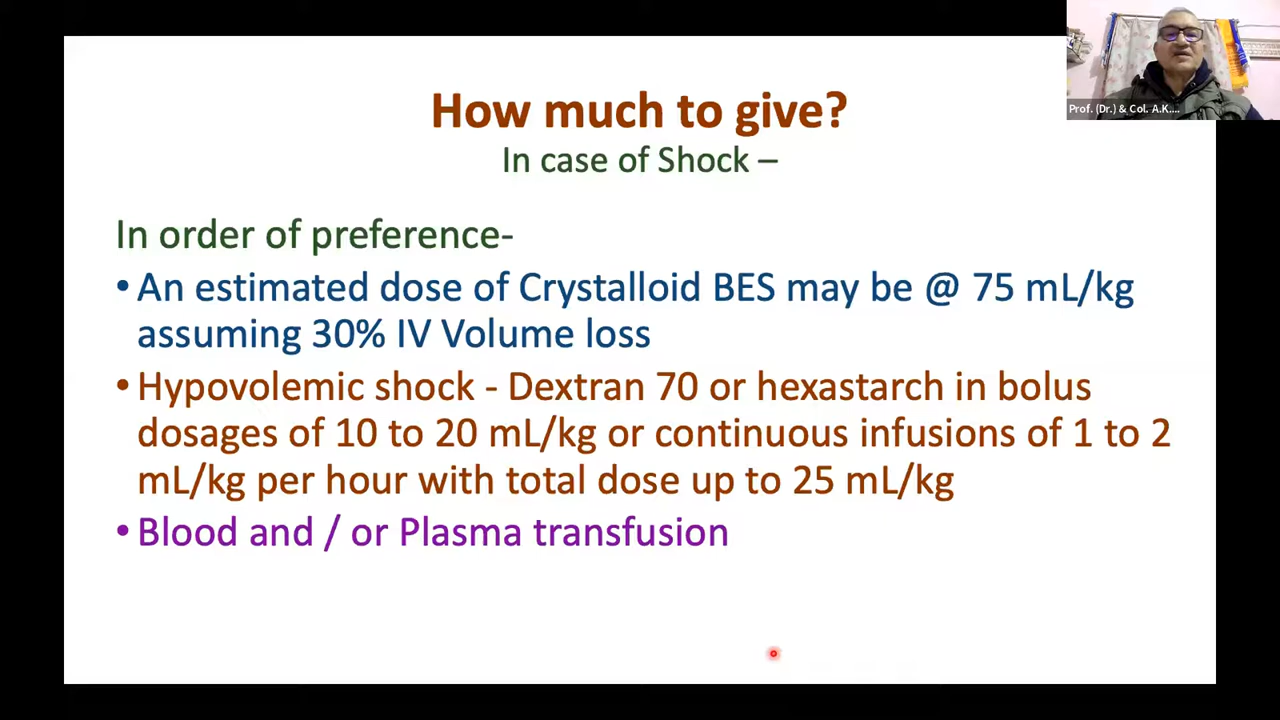 How much to give?
In case of Shock –
In order of preference-
•An estimated dose of Crystalloid BES may be @ 75 mL/kg
assuming 30% IV Volume loss
•Hypovolemic shock - Dextran 70 or hexastarch in bolus
dosages of 10 to 20 mL/kg or continuous infusions of 1 to 2
mL/kg per hour with total dose up to 25 mL/kg
•Blood and / or Plasma transfusion
Prof. (Dr.) & Col. A.K....